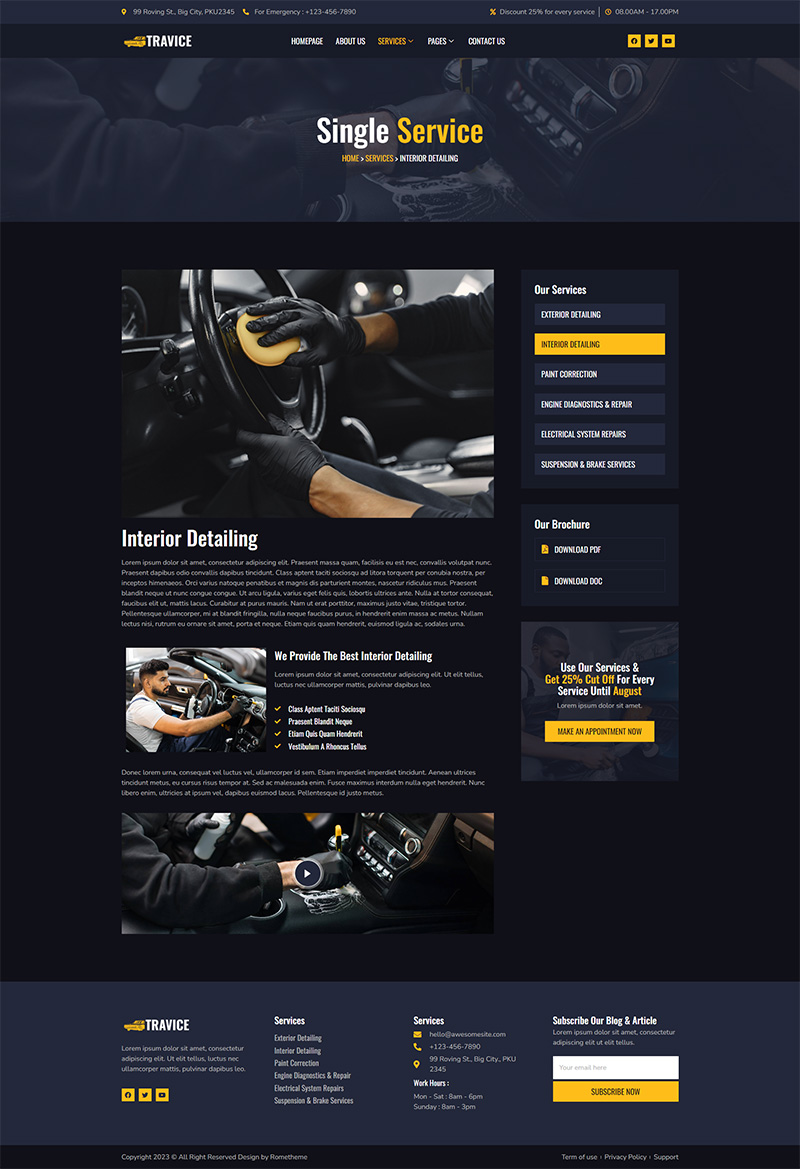 99 Roving St., Big City, PKU2345 For Emergency : +123-456-7890 Discount 25% for every service 08.00AM - 17.00PM
TRAVICE HOMEPAGE ABOUT US SERVICES PAGES CONTACT US
Single Service
HOME > SERVICES > INTERIOR DETAILING
Interior Detailing
Lorem ipsum dolor sit amet, consectetur adipiscing elit. Praesent massa quam, facilisis eu est nec, convallis volutpat nunc.
Praesent dapibus odio convallis dapibus tincidunt. Class aptent taciti sociosqu ad litora torquent per conubia nostra, per
inceptos himenaeos. Orci varius natoque penatibus et magnis dis parturient montes, nascetur ridiculus mus. Praesent
blandit neque ut nunc congue congue. Ut arcu ligula, varius eget felis quis, lobortis ultrices ante. Nulla at tortor consequat,
faucibus elit ut, mattis lacus. Curabitur at purus mauris. Nam ut erat porttitor, maximus justo vitae, tristique tortor.
Pellentesque ullamcorper, mi at blandit fringilla, nulla neque faucibus purus, in hendrerit enim massa ac metus. Nullam
lectus nisi, rutrum eu ornare sit amet, porta et neque. Etiam quis quam hendrerit, euismod ligula ac, sodales urna.
We Provide The Best Interior Detailing
Lorem ipsum dolor sit amet, consectetur adipiscing elit. Ut elit tellus,
luctus nec ullamcorper mattis, pulvinar dapibus leo.
Class Aptent Taciti Sociosqu
Praesent Blandit Neque
Etiam Quis Quam Hendrerit
Vestibulum A Rhoncus Tellus
Donec lorem urna, consequat vel luctus vel, ullamcorper id sem. Etiam imperdiet imperdiet tincidunt. Aenean ultrices
tincidunt metus, eu cursus risus tempor at. Sed ac malesuada enim. Fusce maximus interdum nulla eget hendrerit. Nunc
libero enim, ultricies at ipsum vel, dapibus euismod lacus. Pellentesque id justo metus.
Our Services
EXTERIOR DETAILING
INTERIOR DETAILING
PAINT CORRECTION
ENGINE DIAGNOSTICS & REPAIR
ELECTRICAL SYSTEM REPAIRS
SUSPENSION & BRAKE SERVICES
Our Brochure
DOWNLOAD PDF
DOWNLOAD DOC
Use Our Services &
Get 25% Cut Off For Every
Service Until August
Lorem ipsum dolor sit amet.
MAKE AN APPOINTMENT NOW
TRAVICE
Lorem ipsum dolor sit amet, consectetur
adipiscing elit. Ut elit tellus, luctus nec
ullamcorper mattis, pulvinar dapibus leo.
Services
Exterior Detailing
Interior Detailing
Paint Correction
Engine Diagnostics & Repair
Electrical System Repairs
Suspension & Brake Services
Services
hello@awesomesite.com
+123-456-7890
99 Roving St., Big City,, PKU
2345
Work Hours :
Mon - Sat : 8am - 6pm
Sunday : 8am - 3pm
Subscribe Our Blog & Article
Lorem ipsum dolor sit amet, consectetur
adipiscing elit ut elit tellus.
Your email here
SUBSCRIBE NOW
Copyright 2023 © All Right Reserved Design by Rometheme Term of use Privacy Policy Support